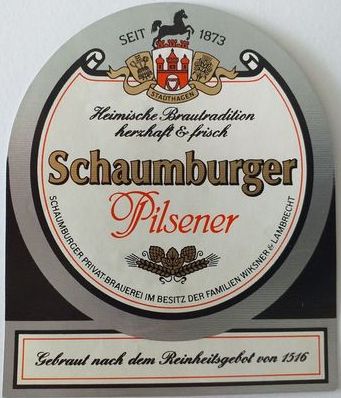 SEIT 1873
STADTHAGEN
Heimische Brautradition
herzhaft & frisch
Schaumburger
Pilsener
SCHAUMBURGER PRIVAT-BRAUEREI IM BESITZ DER FAMILIEN WIKSNER & LAMBRECHT
Gebraut nach dem Reinheitsgebot von 1516